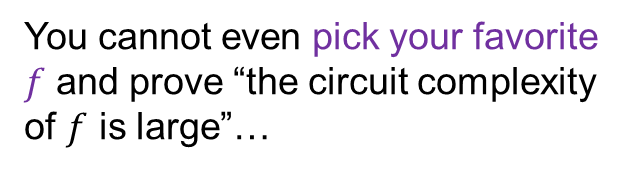 You cannot even pick your favorite
𝑓 and prove “the circuit complexity
of 𝑓 is large”…